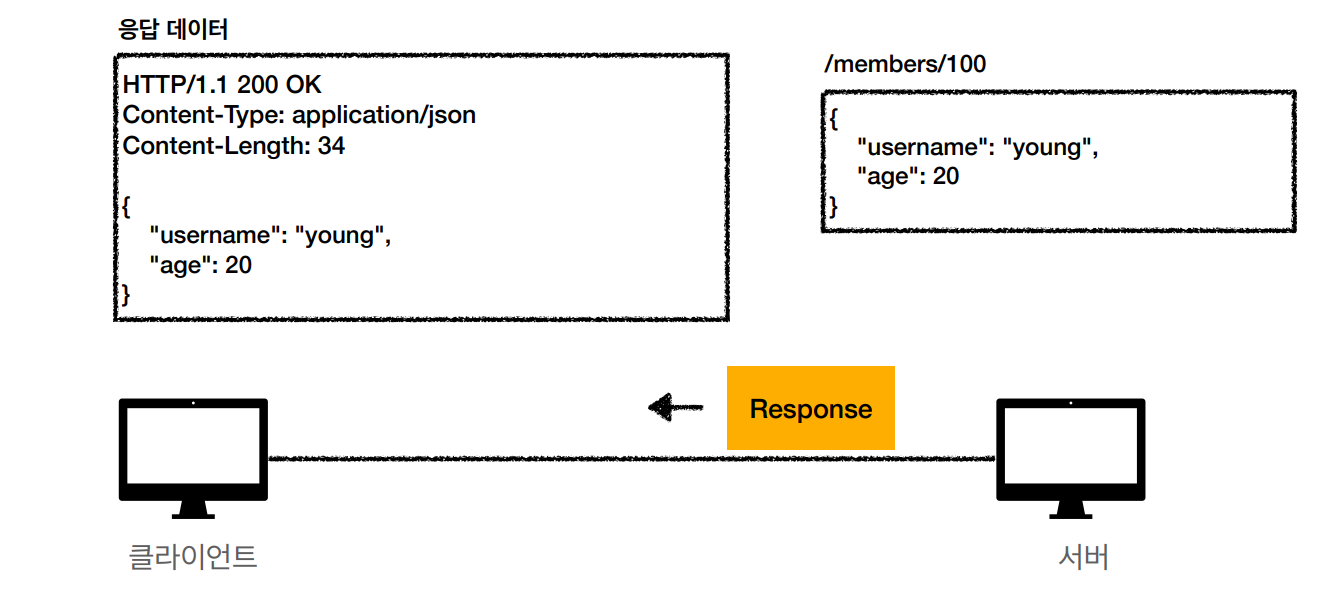 응답 데이터
HTTP/1.1 200 OK
Content-Type: application/json
Content-Length: 34

{
    "username": "young",
    "age": 20
}
/members/100
{
    "username": "young",
    "age": 20
}
Response
클라이언트
서버